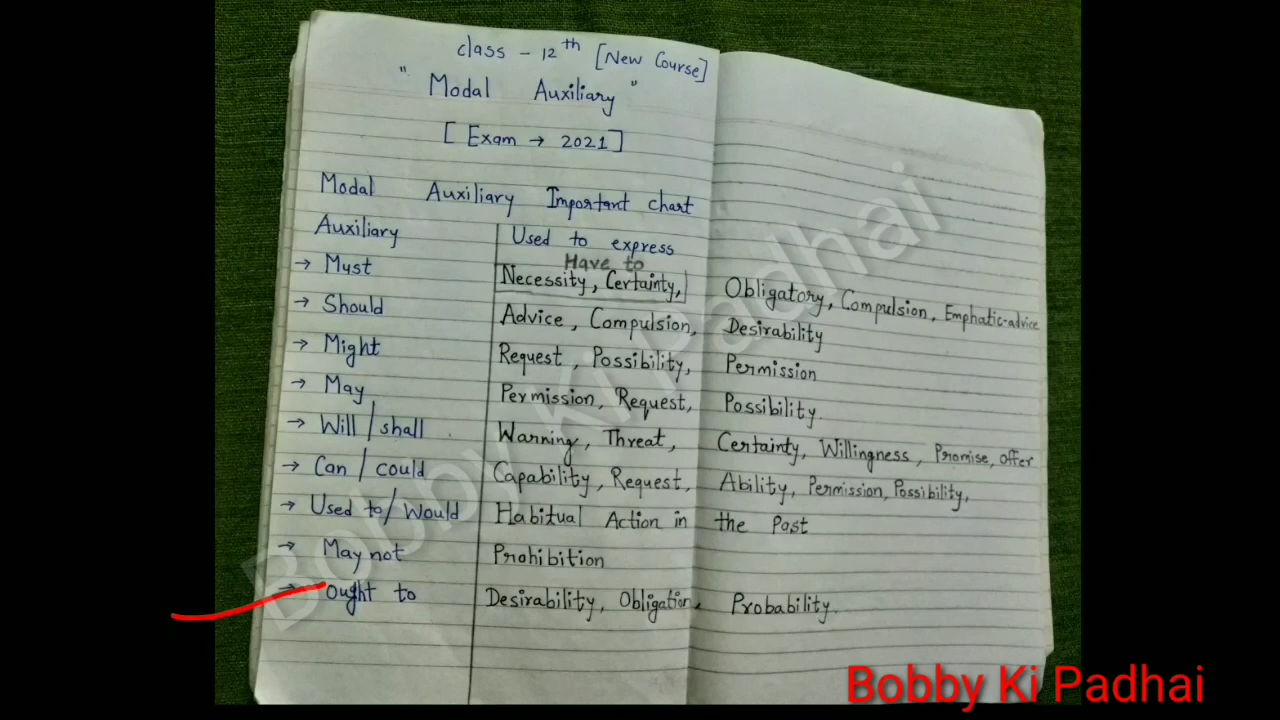 class - 12th [New Course]
" Modal Auxiliary "
[ Exam → 2021 ]
Modal Auxiliary Important chart
Auxiliary Used to express
Have to
→ Must Necessity, Certainty, Obligatory, Compulsion, Emphatic-advice
→ Should Advice, Compulsion, Desirability
→ Might Request, Possibility, Permission
→ May Permission, Request, Possibility.
→ Will / shall Warning, Threat, Certainty, Willingness, Promise, offer
→ Can / could Capability, Request, Ability, Permission, Possibility,
→ Used to / Would Habitual Action in the Past
→ May not Prohibition
→ ought to Desirability, Obligation, Probability.
Bobby Ki Padhai
Bobby Ki Padhai